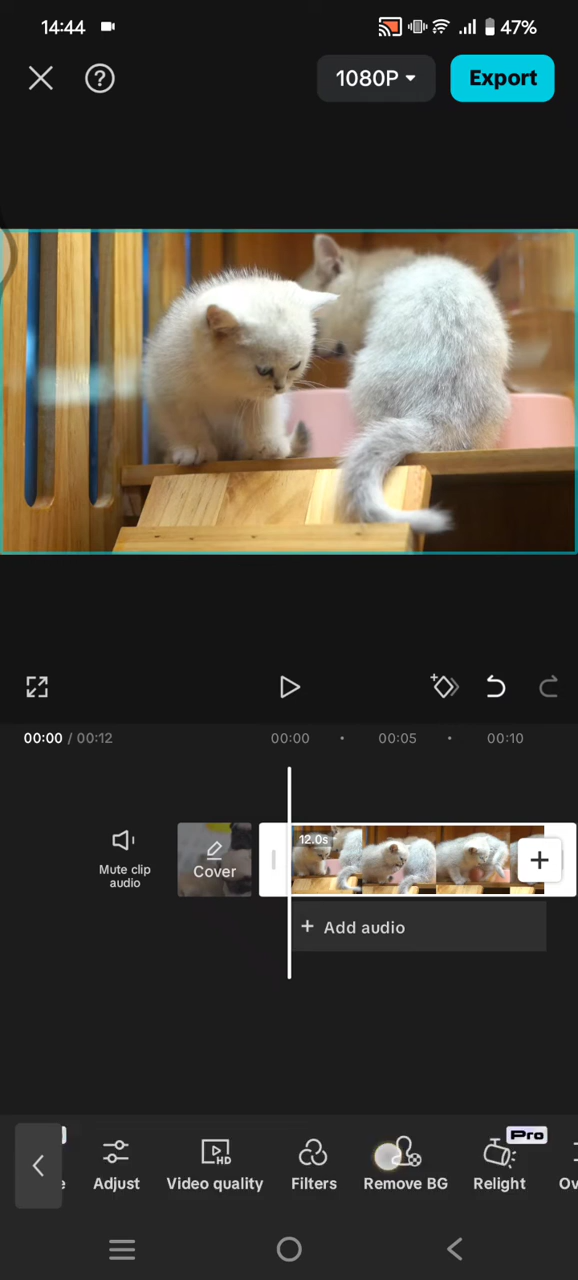 14:44
47%
1080P
Export
00:00 / 00:12
00:00
00:05
00:10
12.0s
Mute clip
audio
Cover
Add audio
Pro
e
Adjust
HD
Video quality
Filters
Remove BG
Relight
Ov